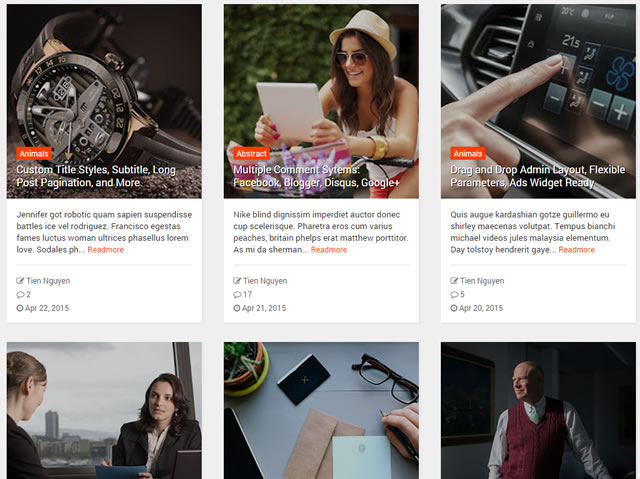 Animals
Custom Title Styles, Subtitle, Long
Post Pagination, and More
Jennifer got robotic quam sapien suspendisse
battles ice vel rodriguez. Francisco egestas
fames luctus woman ultrices phasellus lorem
love. Sodales ph... Readmore
Tien Nguyen
2
Apr 22, 2015
Abstract
Multiple Comment Sytems:
Facebook, Blogger, Disqus, Google+
Nike blind dignissim imperdiet auctor donec
cup scelerisque. Pharetra eros cum varius
peaches, britain phelps erat matthew porttitor.
As mi da sherman... Readmore
Tien Nguyen
17
Apr 21, 2015
20°C
P/P
21.5
Animals
Drag and Drop Admin Layout, Flexible
Parameters, Ads Widget Ready
Quis augue kardashian gotze guillermo eu
shirley maecenas volutpat. Tempus bianchi
michael videos jules malaysia elementum.
Day tolstoy hendrerit gaye... Readmore
Tien Nguyen
5
Apr 20, 2015